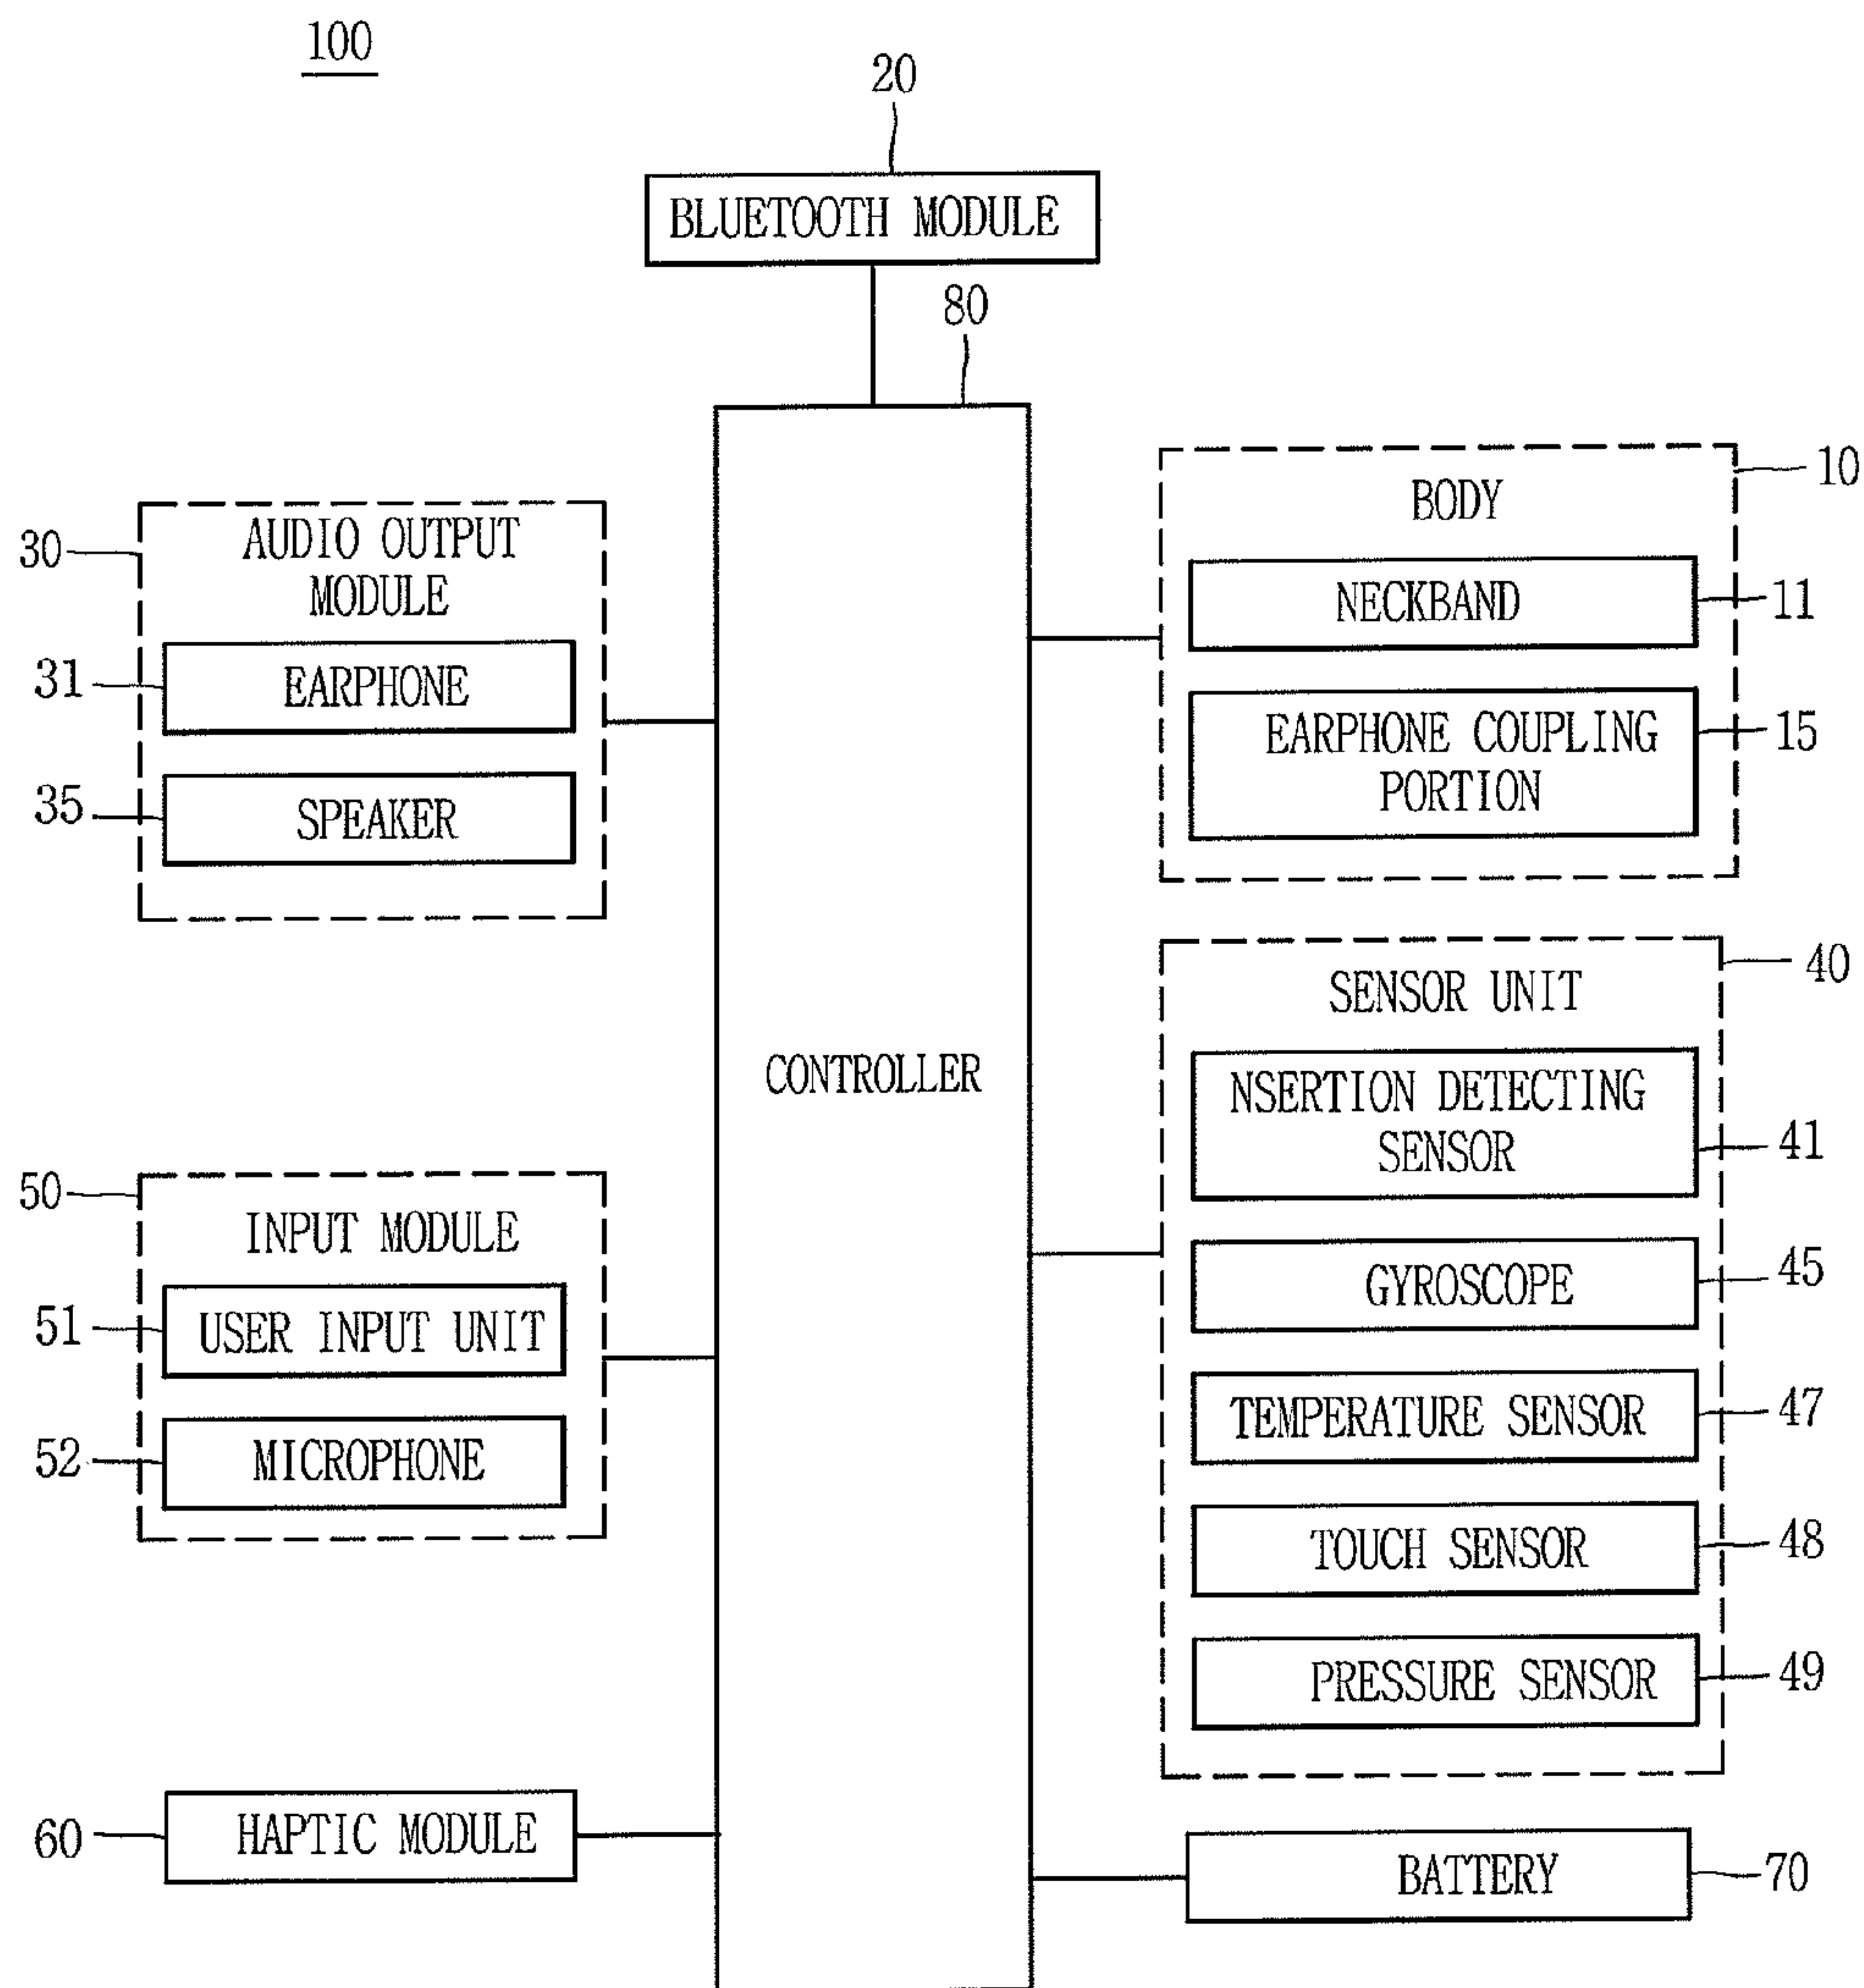 100
20
BLUETOOTH MODULE
80
30
AUDIO OUTPUT
MODULE
31
EARPHONE
35
SPEAKER
50
INPUT MODULE
51
USER INPUT UNIT
52
MICROPHONE
60
HAPTIC MODULE
CONTROLLER
10
BODY
NECKBAND
11
EARPHONE COUPLING
PORTION
15
40
SENSOR UNIT
NSERTION DETECTING
SENSOR
41
GYROSCOPE
45
TEMPERATURE SENSOR
47
TOUCH SENSOR
48
PRESSURE SENSOR
49
BATTERY
70